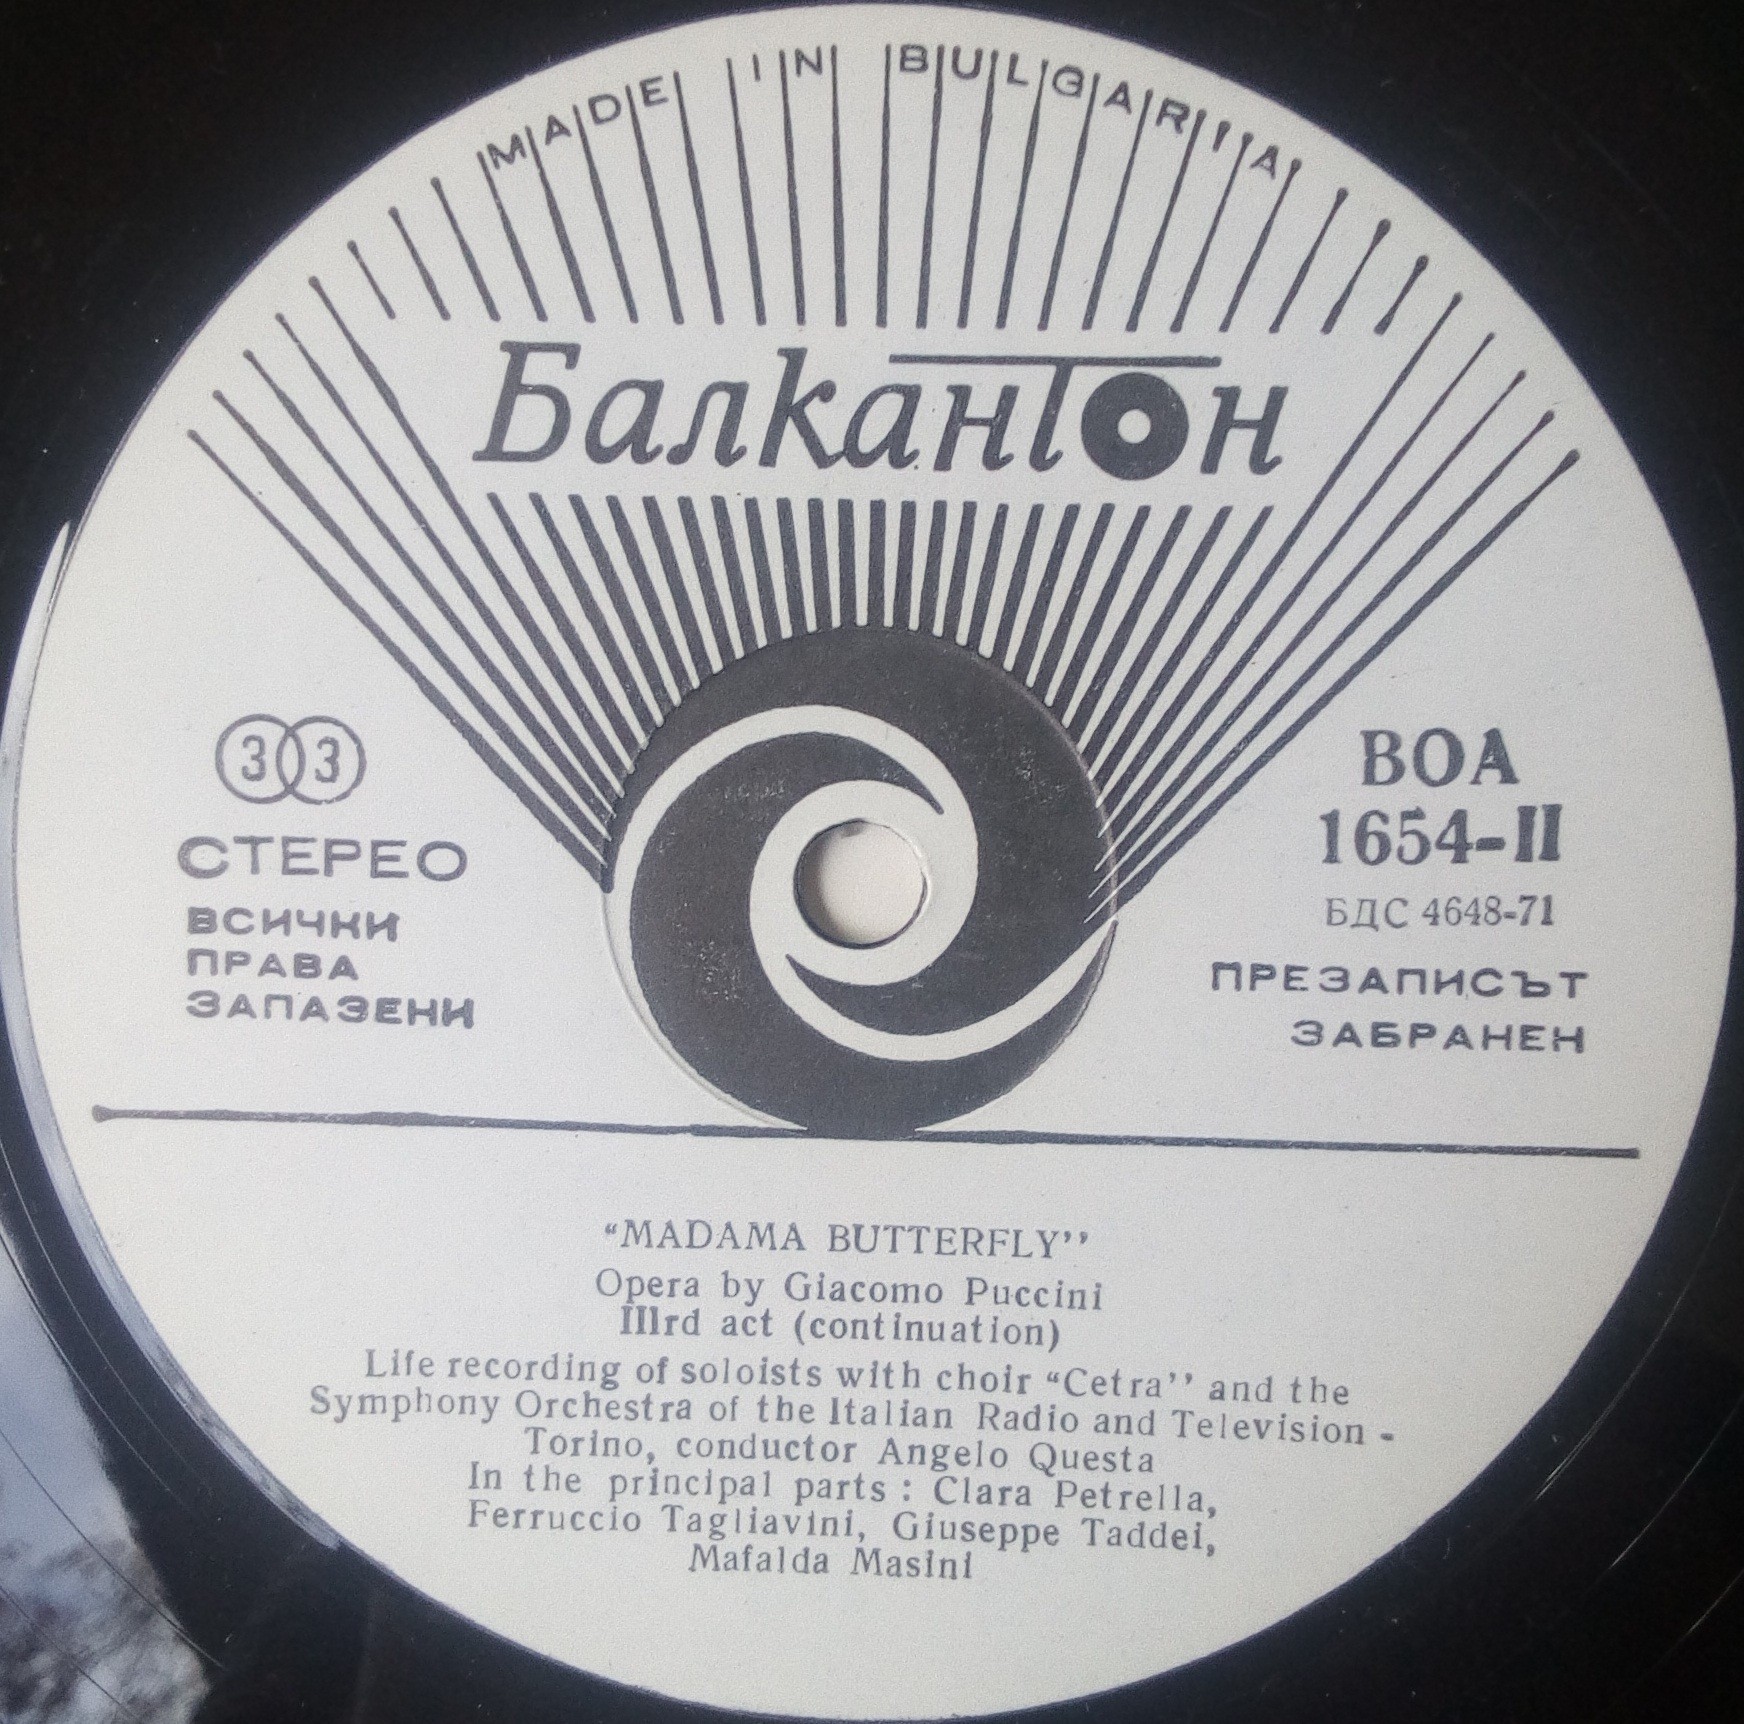 MADE IN BULGARIA
Балкантон
33
СТЕРЕО
ВСИЧКИ
ПРАВА
ЗАПАЗЕНИ
ВОА
1654-II
БДС 4648-71
ПРЕЗАПИСЪТ
ЗАБРАНЕН
“MADAMA BUTTERFLY’’
Opera by Giacomo Puccini
IIIrd act (continuation)
Life recording of soloists with choir “Cetra’’ and the
Symphony Orchestra of the Italian Radio and Television -
Torino, conductor Angelo Questa
In the principal parts : Clara Petrella,
Ferruccio Tagliavini, Giuseppe Taddei,
Mafalda Masini